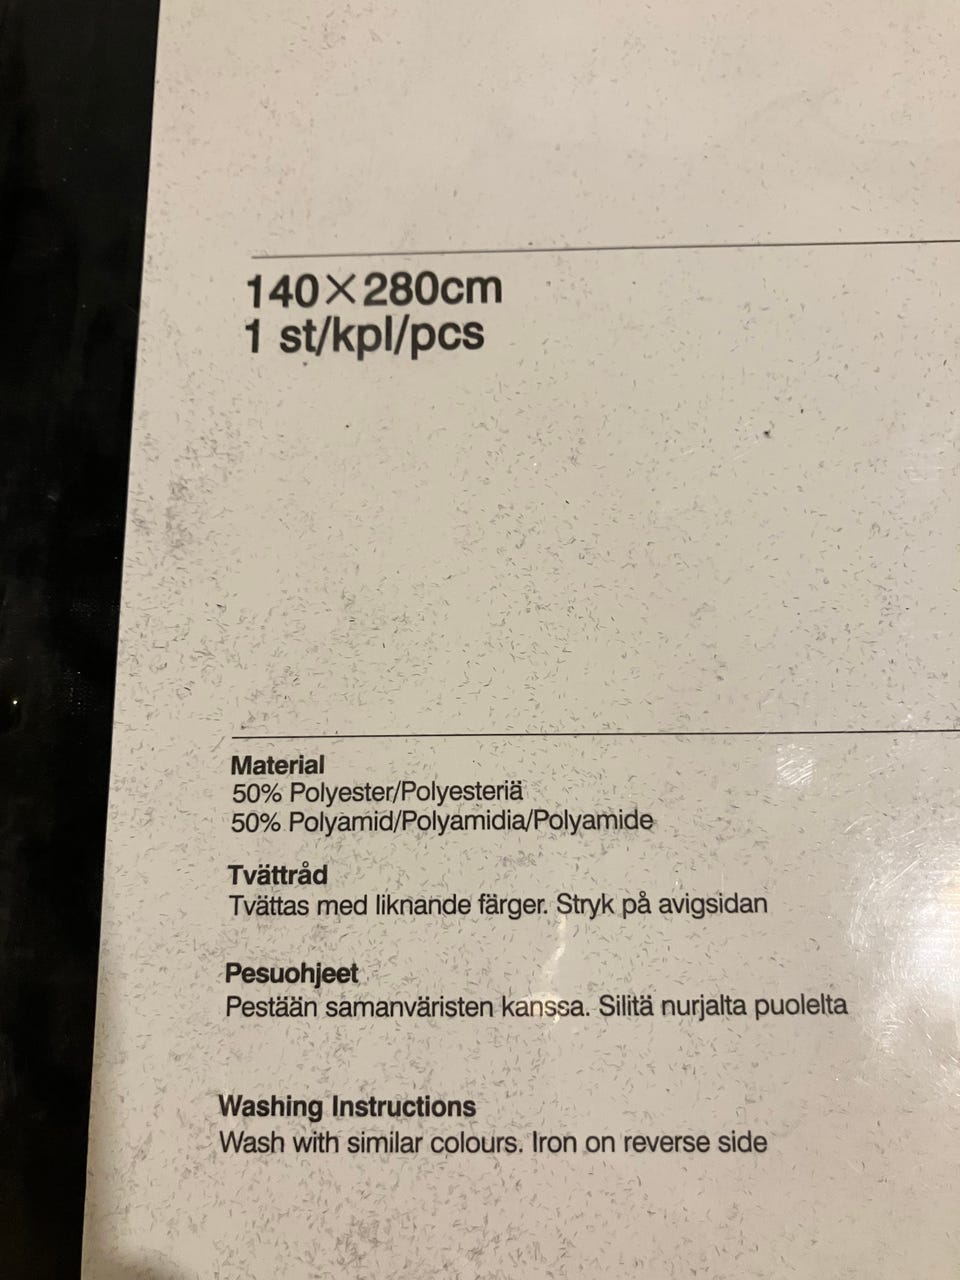 140×280cm
1 st/kpl/pcs
Material
50% Polyester/Polyesteriä
50% Polyamid/Polyamidia/Polyamide
Tvättråd
Tvättas med liknande färger. Stryk på avigsidan
Pesuohjeet
Pestään samanväristen kanssa. Silitä nurjalta puolelta
Washing Instructions
Wash with similar colours. Iron on reverse side